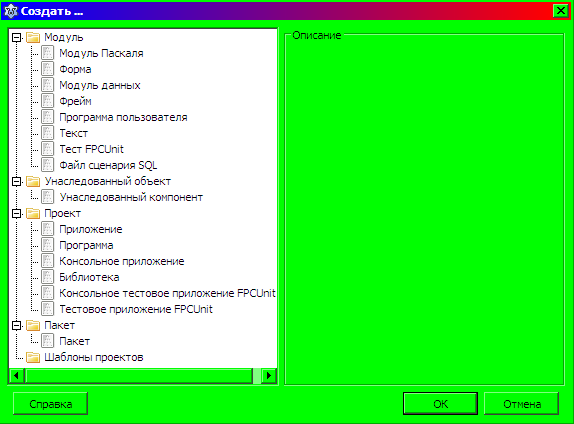 Создать ...
Модуль
Модуль Паскаля
Форма
Модуль данных
Фрейм
Программа пользователя
Текст
Тест FPCUnit
Файл сценария SQL
Унаследованный объект
Унаследованный компонент
Проект
Приложение
Программа
Консольное приложение
Библиотека
Консольное тестовое приложение FPCUnit
Тестовое приложение FPCUnit
Пакет
Пакет
Шаблоны проектов
Описание
Справка
OK
Отмена